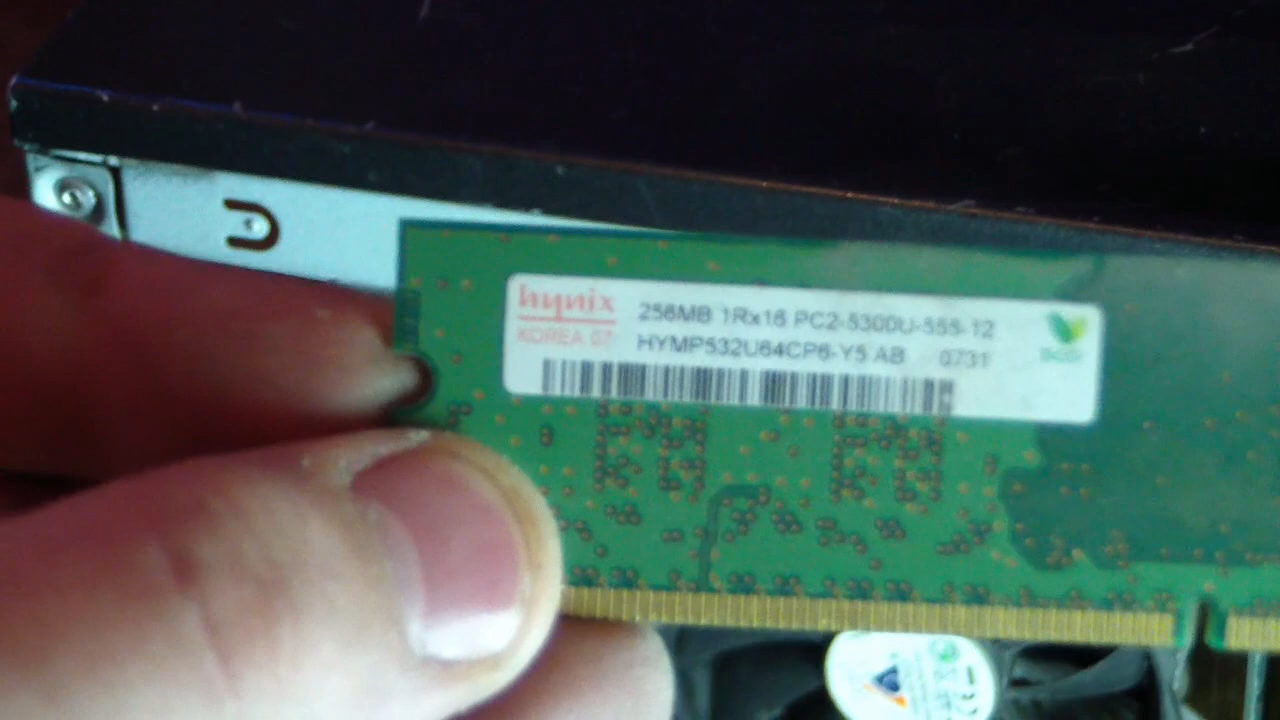 hynix
KOREA 07
256MB 1Rx16 PC2-5300U-555-12
HYMP532U64CP6-Y5 AB 0731